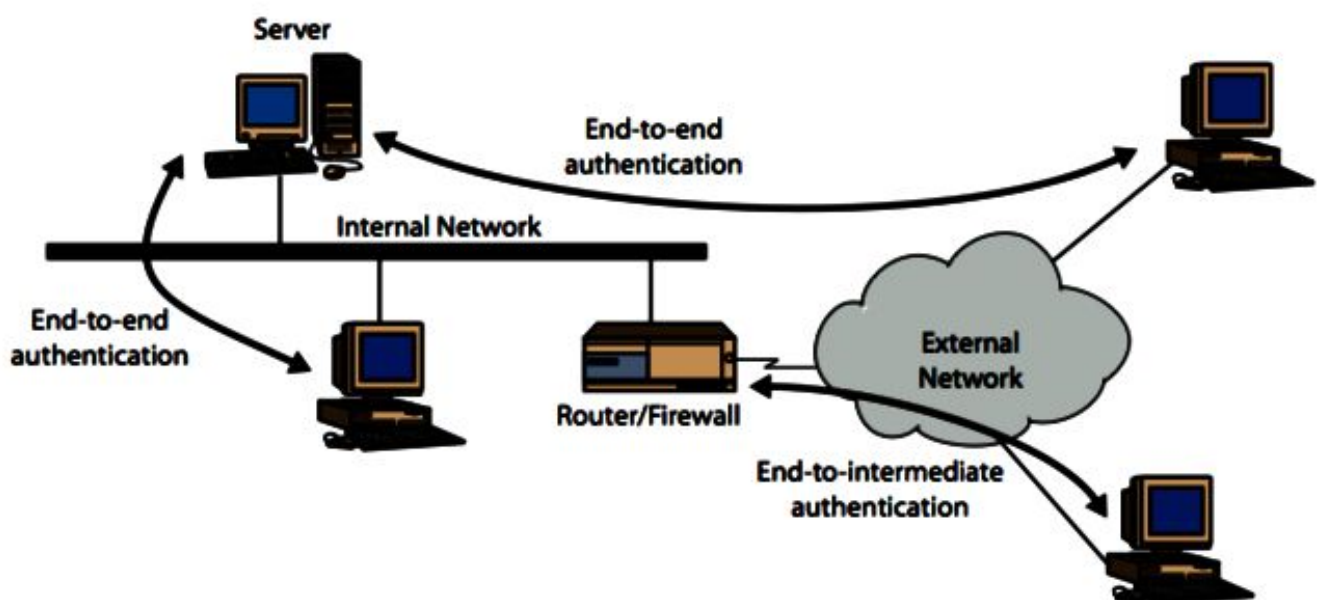 Server
End-to-end
authentication
Internal Network
End-to-end
authentication
External
Network
Router/Firewall
End-to-intermediate
authentication